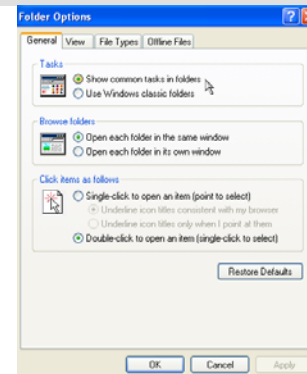 Folder Options
General View File Types Offline Files
Tasks
Show common tasks in folders
Use Windows classic folders
Browse folders
Open each folder in the same window
Open each folder in its own window
Click items as follows
Single-click to open an item (point to select)
Underline icon titles consistent with my browser
Underline icon titles only when I point at them
Double-click to open an item (single-click to select)
Restore Defaults
OK Cancel Apply